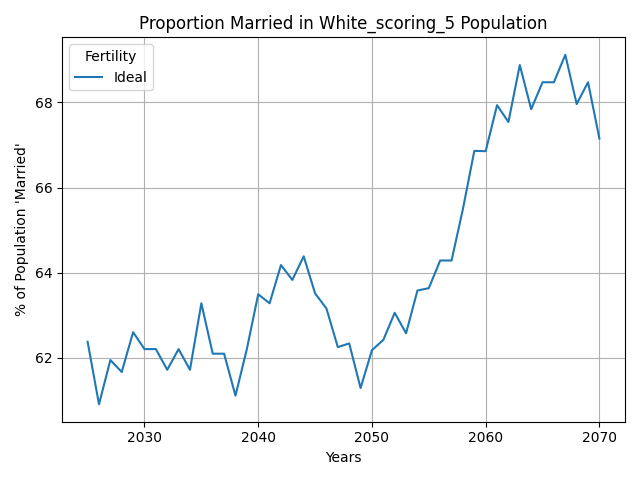 Proportion Married in White_scoring_5 Population
Fertility
Ideal
% of Population 'Married'
68
66
64
62
2030 2040 2050 2060 2070
Years